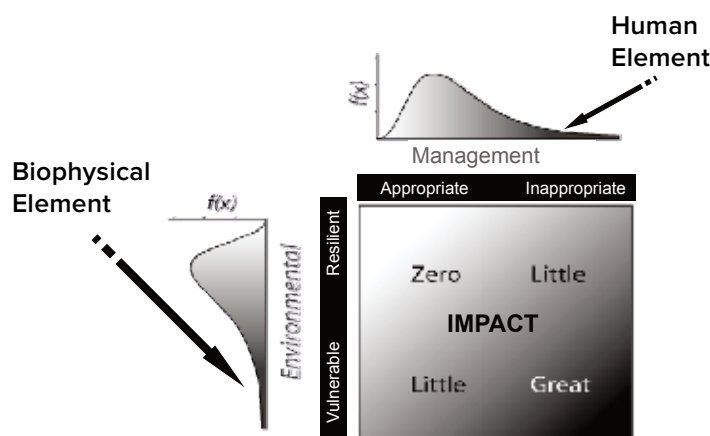 Human
Element
f(x)
Management
Appropriate Inappropriate
Biophysical
Element
f(x)
Environmental
Resilient
Vulnerable
Zero Little
IMPACT
Little Great